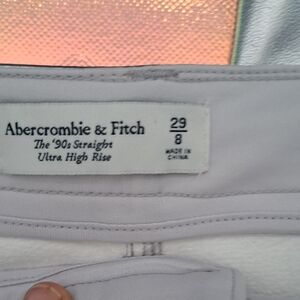 Abercrombie & Fitch
The '90s Straight
Ultra High Rise
29
8
MADE IN
CHINA